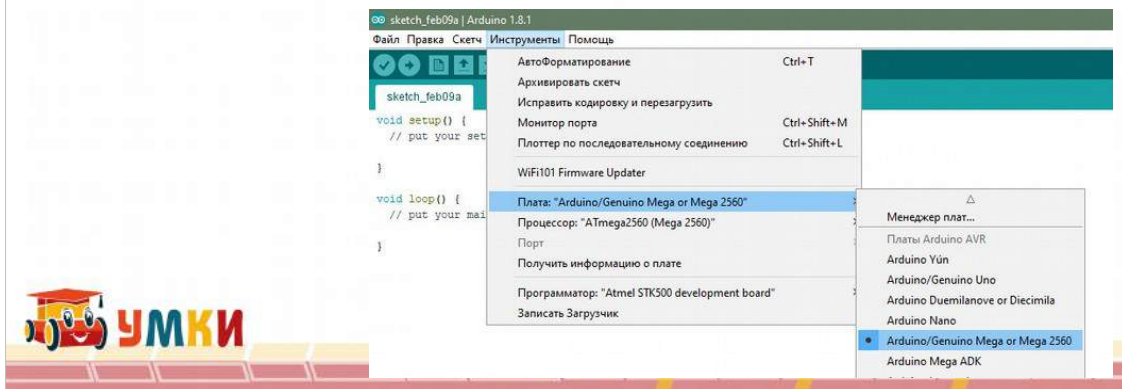 sketch_feb09a | Arduino 1.8.1
Файл Правка Скетч Инструменты Помощь
sketch_feb09a
void setup() {
// put your set
}
void loop() {
// put your mai
}
АвтоФорматирование Ctrl+T
Архивировать скетч
Исправить кодировку и перезагрузить
Монитор порта Ctrl+Shift+M
Плоттер по последовательному соединению Ctrl+Shift+L
WiFi101 Firmware Updater
Плата: "Arduino/Genuino Mega or Mega 2560"
Процессор: "ATmega2560 (Mega 2560)"
Порт
Получить информацию о плате
Программатор: "Atmel STK500 development board"
Записать Загрузчик
Менеджер плат...
Платы Arduino AVR
Arduino Yún
Arduino/Genuino Uno
Arduino Duemilanove or Diecimila
Arduino Nano
Arduino/Genuino Mega or Mega 2560
Arduino Mega ADK
УМКИ